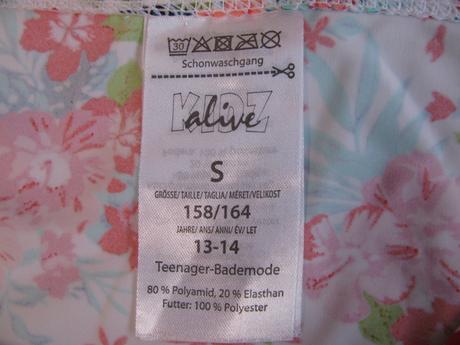 30
Schonwaschgang
KIDZ
alive
S
GRÖSSE/ TAILLE/ TAGLIA/ MÉRET/VELIKOST
158/164
JAHRE/ ANS/ ANNI/ ÉV/ LET
13-14
Teenager-Bademode
80 % Polyamid, 20 % Elasthan
Futter: 100 % Polyester